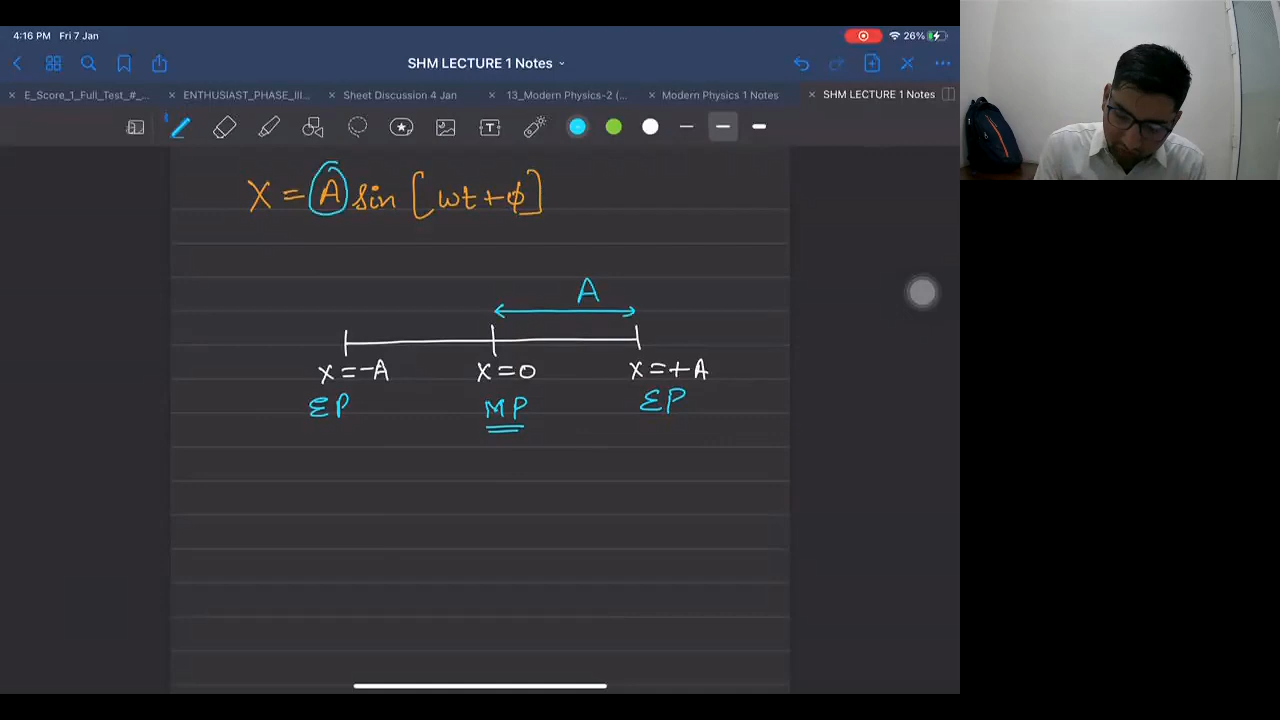 4:16 PM Fri 7 Jan
26%
SHM LECTURE 1 Notes
E_Score_1_Full_Test_#_...
ENTHUSIAST_PHASE_III...
Sheet Discussion 4 Jan
13_Modern Physics-2 (...
Modern Physics 1 Notes
SHM LECTURE 1 Notes
X = A sin [ωt + φ]
A
x = -A
x = 0
x = +A
EP
MP
EP